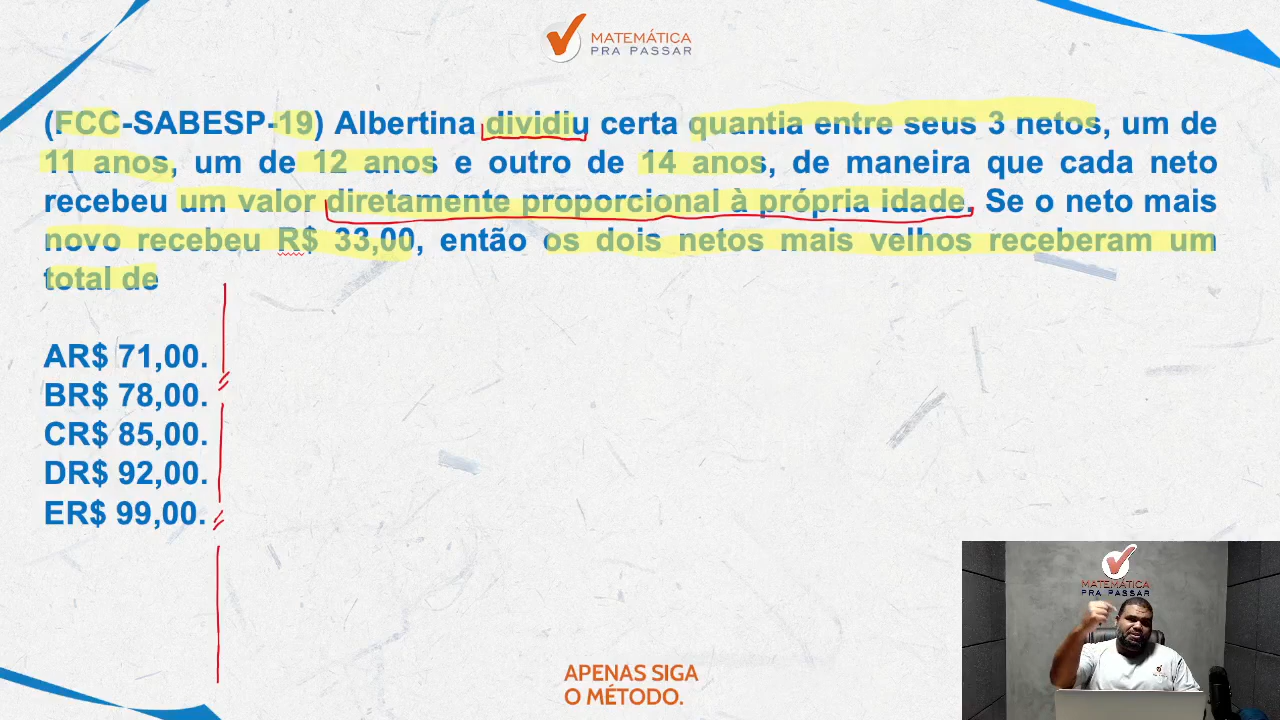 MATEMÁTICA
PRA PASSAR
(FCC-SABESP-19) Albertina dividiu certa quantia entre seus 3 netos, um de
11 anos, um de 12 anos e outro de 14 anos, de maneira que cada neto
recebeu um valor diretamente proporcional à própria idade. Se o neto mais
novo recebeu R$ 33,00, então os dois netos mais velhos receberam um
total de
AR$ 71,00.
BR$ 78,00.
CR$ 85,00.
DR$ 92,00.
ER$ 99,00.
MATEMÁTICA
PRA PASSAR
APENAS SIGA
O MÉTODO.